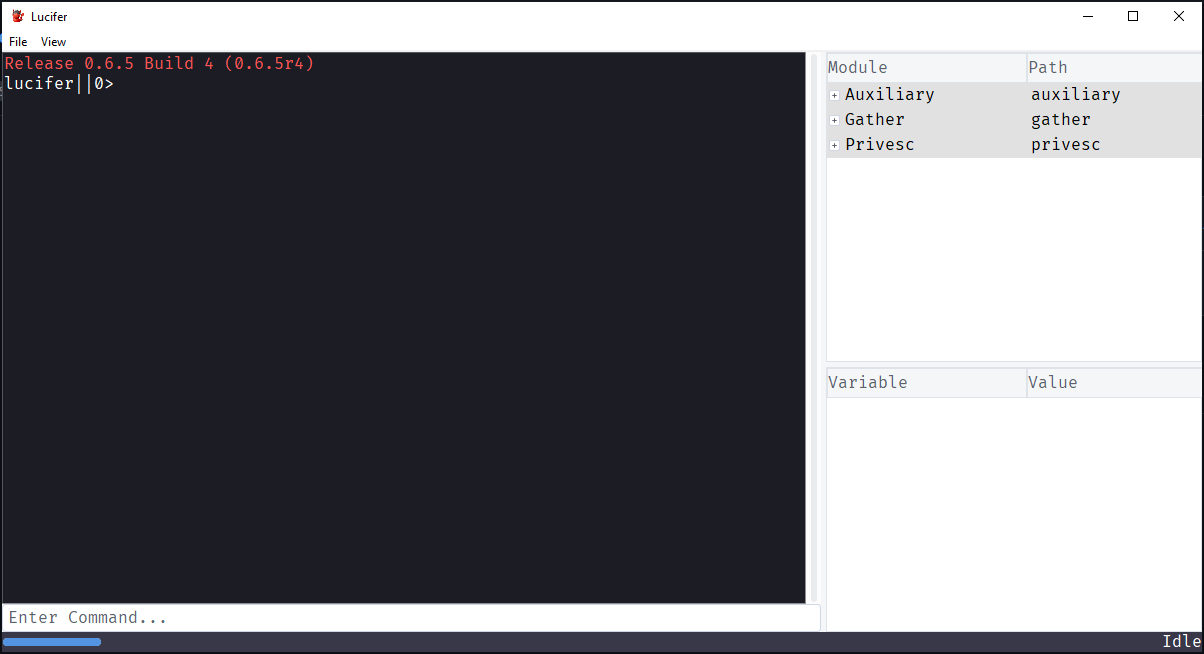 Lucifer
File View
Release 0.6.5 Build 4 (0.6.5r4)
lucifer||0>
Module Path
Auxiliary auxiliary
Gather gather
Privesc privesc
Variable Value
Enter Command...
Idle